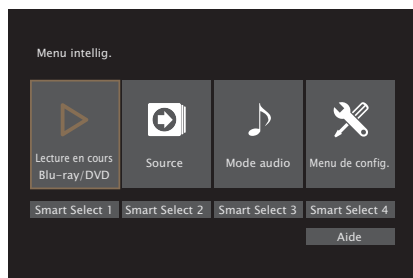 Menu intellig.
Lecture en cours
Blu-ray/DVD
Source
Mode audio
Menu de config.
Smart Select 1
Smart Select 2
Smart Select 3
Smart Select 4
Aide